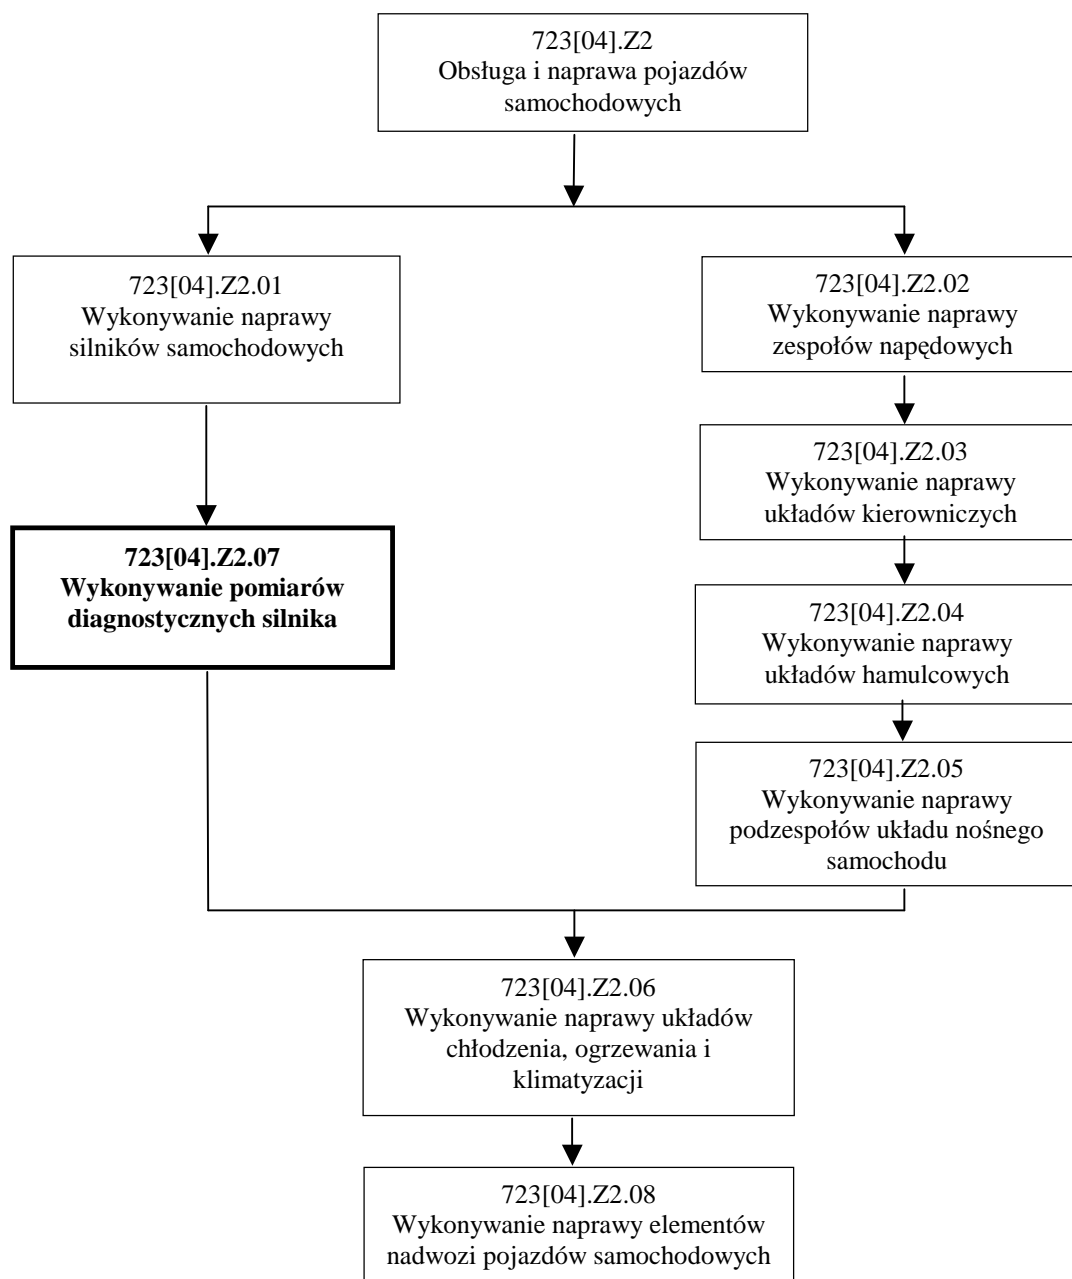 723[04].Z2
Obsługa i naprawa pojazdów
samochodowych
723[04].Z2.01
Wykonywanie naprawy
silników samochodowych
723[04].Z2.02
Wykonywanie naprawy
zespołów napędowych
723[04].Z2.03
Wykonywanie naprawy
układów kierowniczych
723[04].Z2.07
Wykonywanie pomiarów
diagnostycznych silnika
723[04].Z2.04
Wykonywanie naprawy
układów hamulcowych
723[04].Z2.05
Wykonywanie naprawy
podzespołów układu nośnego
samochodu
723[04].Z2.06
Wykonywanie naprawy układów
chłodzenia, ogrzewania i
klimatyzacji
723[04].Z2.08
Wykonywanie naprawy elementów
nadwozi pojazdów samochodowych